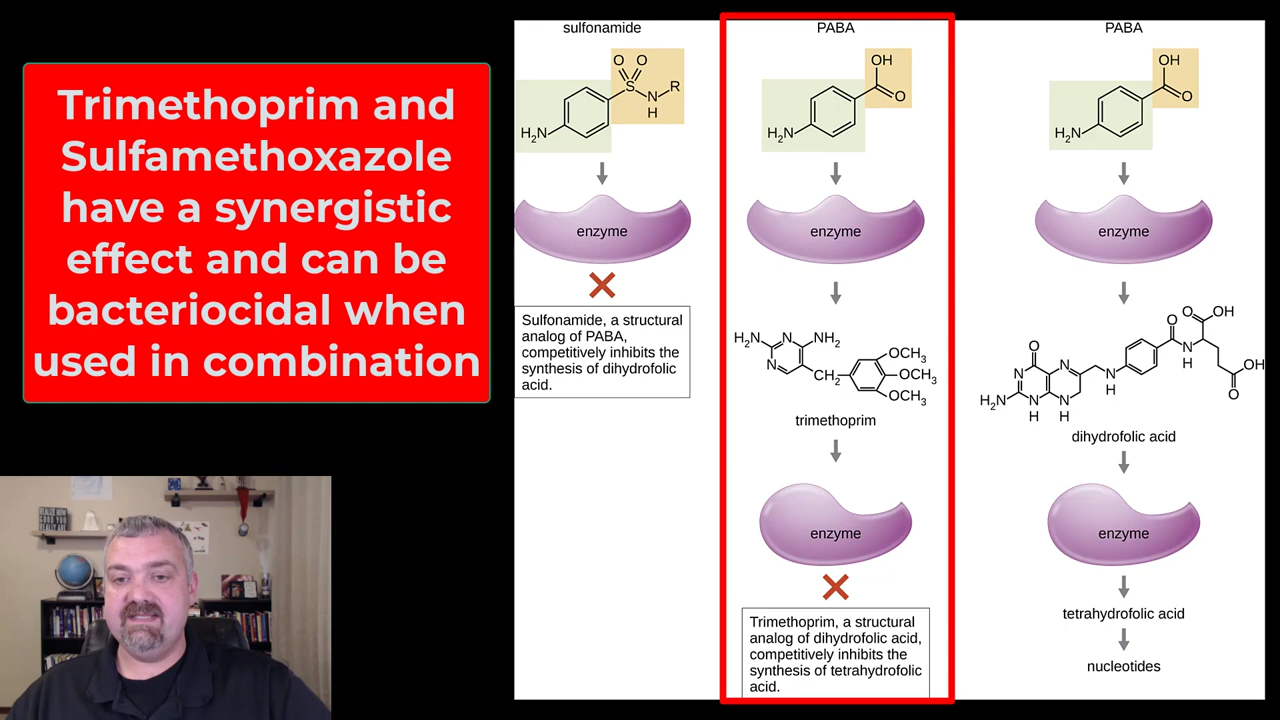 Trimethoprim and
Sulfamethoxazole
have a synergistic
effect and can be
bacteriocidal when
used in combination
sulfonamide
O O
S
N
H
R
H2N
enzyme
Sulfonamide, a structural
analog of PABA,
competitively inhibits the
synthesis of dihydrofolic
acid.
PABA
OH
O
H2N
enzyme
H2N N NH2
N
CH2
OCH3
OCH3
OCH3
trimethoprim
enzyme
Trimethoprim, a structural
analog of dihydrofolic acid,
competitively inhibits the
synthesis of tetrahydrofolic
acid.
PABA
OH
O
H2N
enzyme
O OH
O
N
H
OH
O
O
N
N
H
N
H2N N
H
N
H
dihydrofolic acid
enzyme
tetrahydrofolic acid
nucleotides